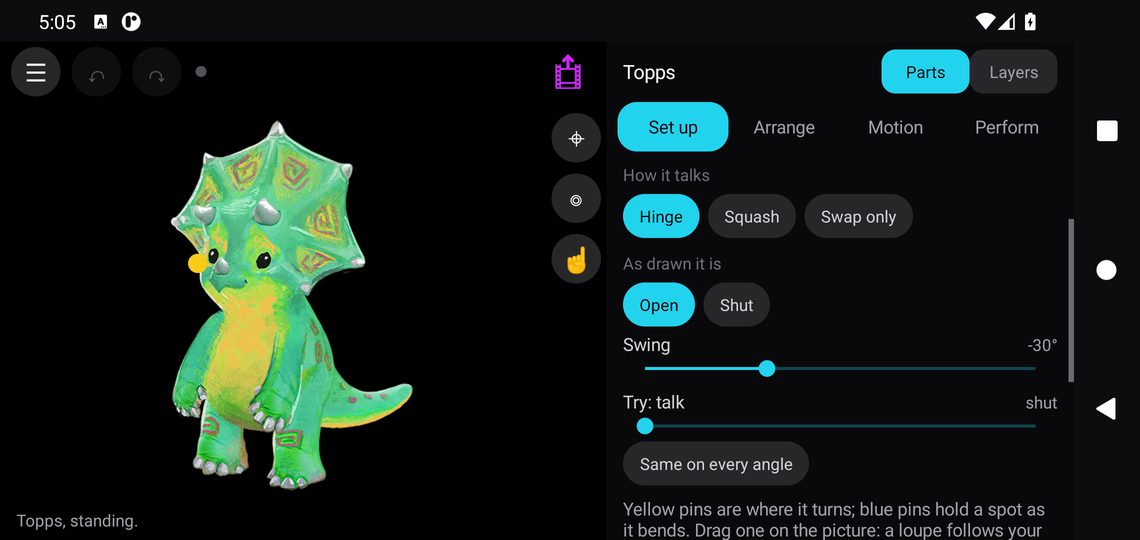 5:05
Topps
Parts
Layers
Set up
Arrange
Motion
Perform
How it talks
Hinge
Squash
Swap only
As drawn it is
Open
Shut
Swing
-30°
Try: talk
shut
Same on every angle
Yellow pins are where it turns; blue pins hold a spot as
it bends. Drag one on the picture: a loupe follows your
Topps, standing.